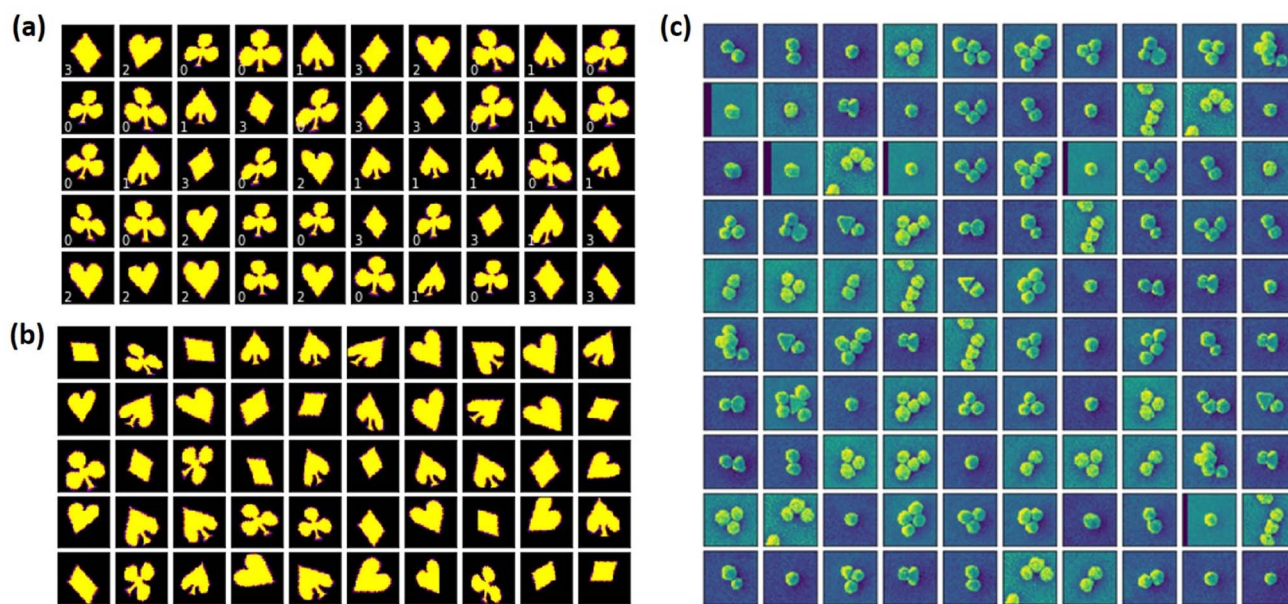 (a)
3 2 0 0 1 3 2 0 1 0
0 0 1 3 0 3 3 0 1 0
0 1 3 0 2 1 1 1 0 1
0 0 2 0 0 3 0 3 1 3
2 2 2 0 2 0 1 0 3 3
(b)
(c)